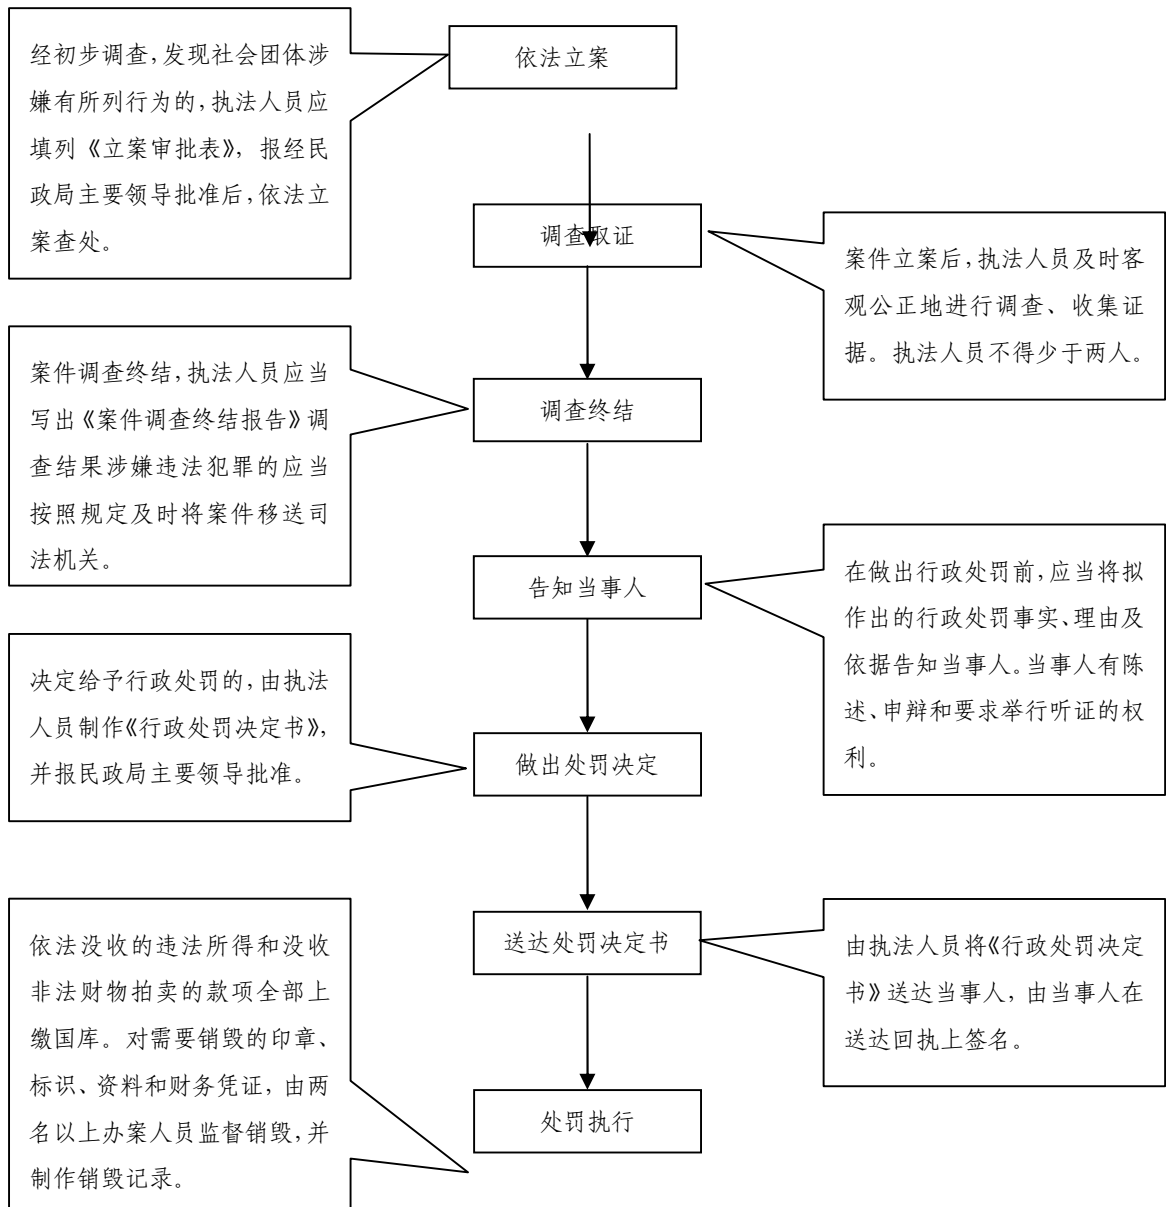 经初步调查，发现社会团体涉
嫌有所列行为的，执法人员应
填列《立案审批表》，报经民
政局主要领导批准后，依法立
案查处。
依法立案
调查取证
案件立案后，执法人员及时客
观公正地进行调查、收集证
据。执法人员不得少于两人。
案件调查终结，执法人员应当
写出《案件调查终结报告》调
查结果涉嫌违法犯罪的应当
按照规定及时将案件移送司
法机关。
调查终结
告知当事人
在做出行政处罚前，应当将拟
作出的行政处罚事实、理由及
依据告知当事人。当事人有陈
述、申辩和要求举行听证的权
利。
决定给予行政处罚的，由执法
人员制作《行政处罚决定书》，
并报民政局主要领导批准。
做出处罚决定
送达处罚决定书
由执法人员将《行政处罚决定
书》送达当事人，由当事人在
送达回执上签名。
依法没收的违法所得和没收
非法财物拍卖的款项全部上
缴国库。对需要销毁的印章、
标识、资料和财务凭证，由两
名以上办案人员监督销毁，并
制作销毁记录。
处罚执行